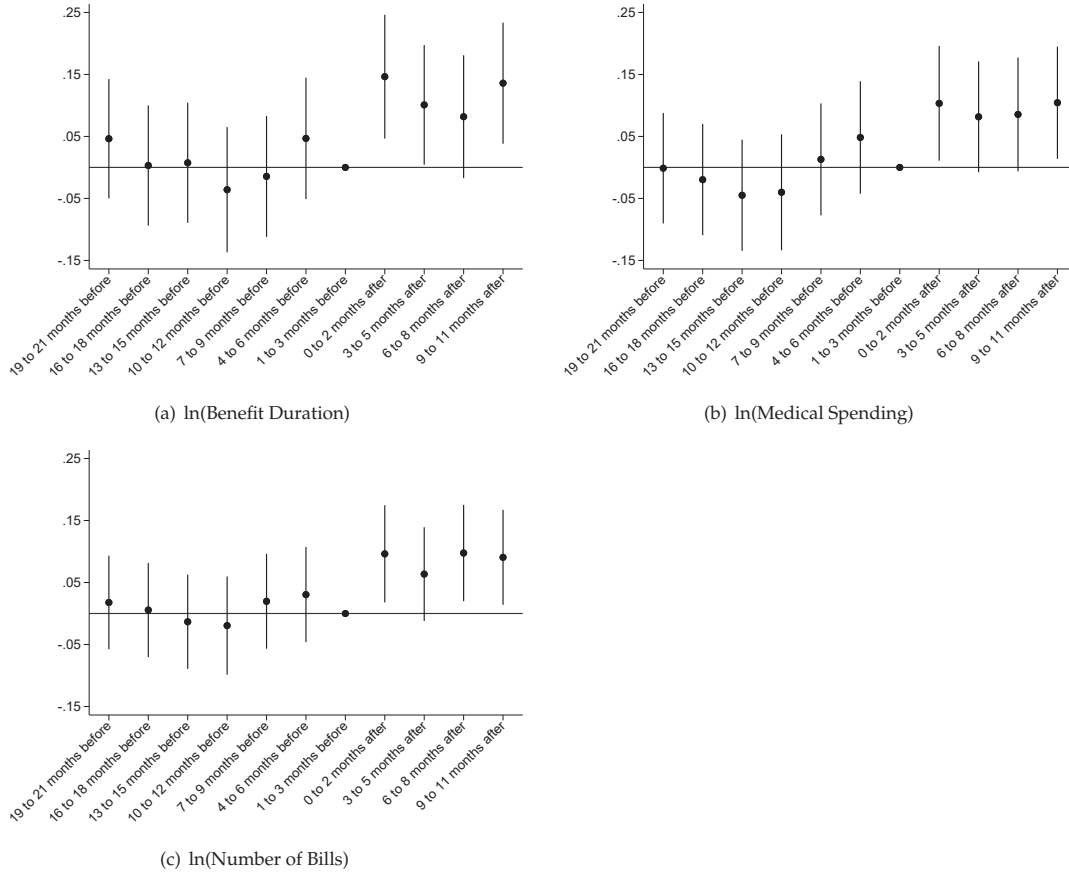 .25
.15
.05
-.05
-.15
19 to 21 months before
16 to 18 months before
13 to 15 months before
10 to 12 months before
7 to 9 months before
4 to 6 months before
1 to 3 months before
0 to 2 months after
3 to 5 months after
6 to 8 months after
9 to 11 months after
(a) ln(Benefit Duration)
.25
.15
.05
-.05
-.15
19 to 21 months before
16 to 18 months before
13 to 15 months before
10 to 12 months before
7 to 9 months before
4 to 6 months before
1 to 3 months before
0 to 2 months after
3 to 5 months after
6 to 8 months after
9 to 11 months after
(b) ln(Medical Spending)
.25
.15
.05
-.05
-.15
19 to 21 months before
16 to 18 months before
13 to 15 months before
10 to 12 months before
7 to 9 months before
4 to 6 months before
1 to 3 months before
0 to 2 months after
3 to 5 months after
6 to 8 months after
9 to 11 months after
(c) ln(Number of Bills)